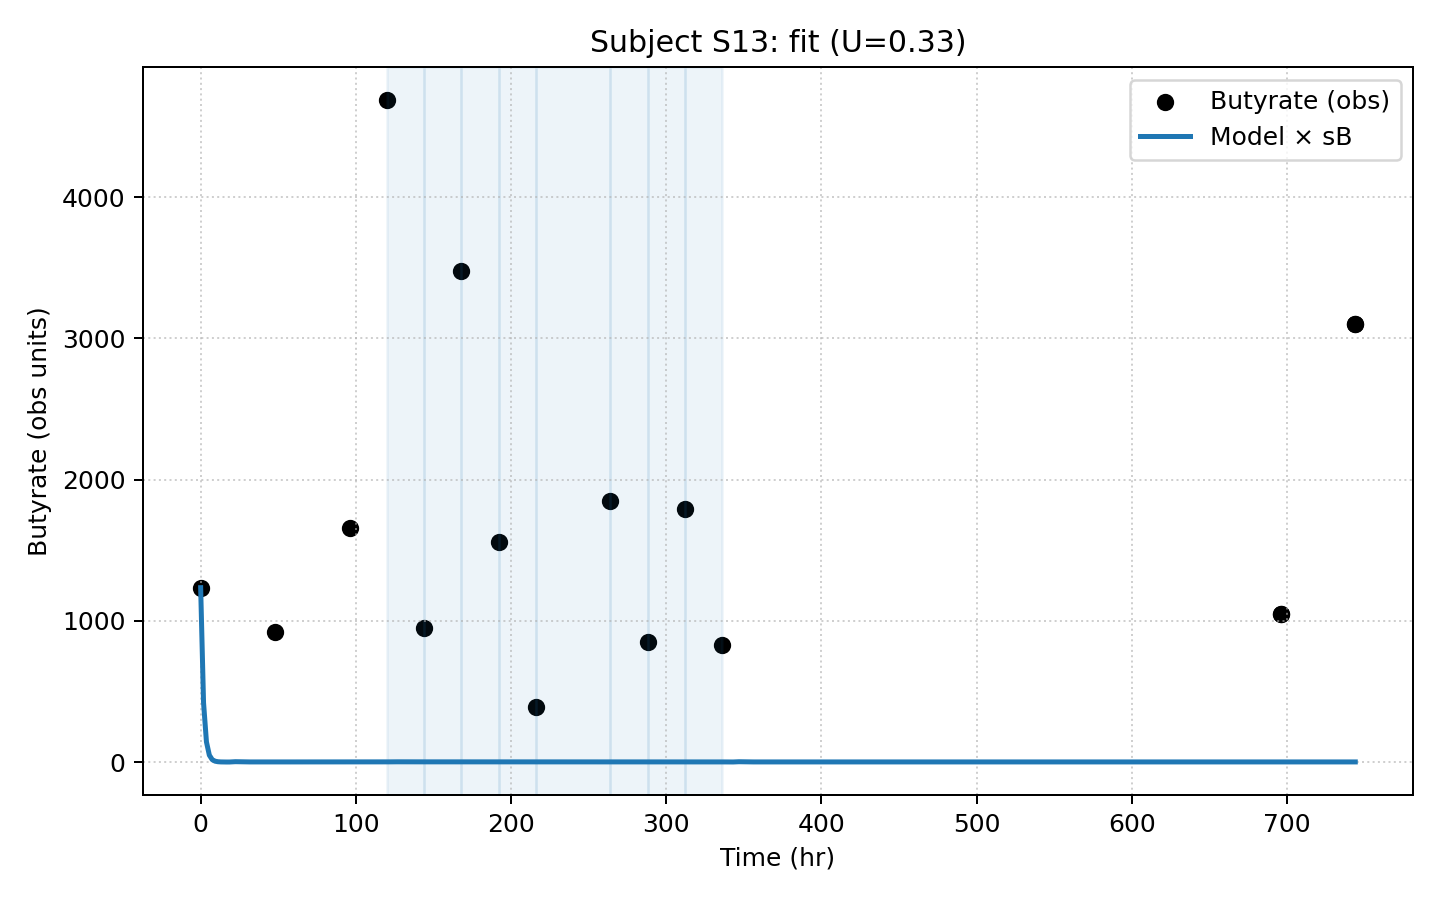 Subject S13: fit (U=0.33)
Butyrate (obs)
Model × sB
Butyrate (obs units)
4000
3000
2000
1000
0
0 100 200 300 400 500 600 700
Time (hr)